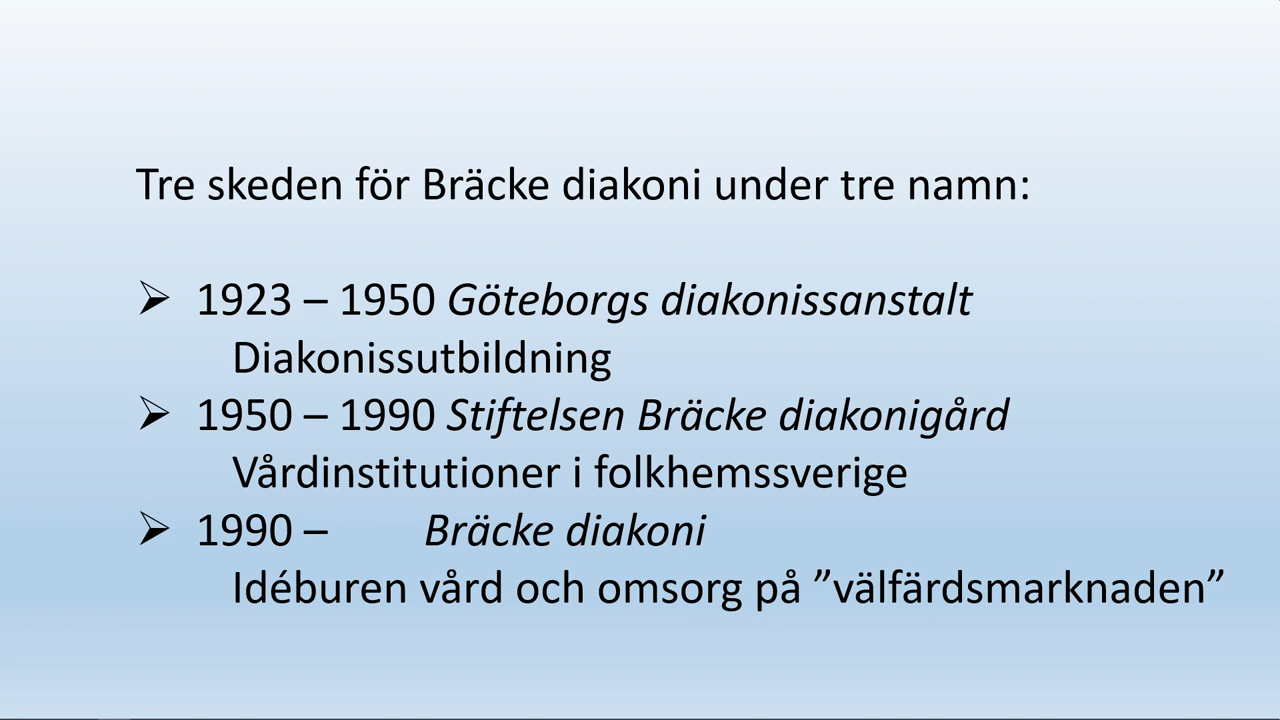 Tre skeden för Bräcke diakoni under tre namn:
➢ 1923 – 1950 Göteborgs diakonissanstalt
Diakonissutbildning
➢ 1950 – 1990 Stiftelsen Bräcke diakonigård
Vårdinstitutioner i folkhemssverige
➢ 1990 – Bräcke diakoni
Idéburen vård och omsorg på ”välfärdsmarknaden”